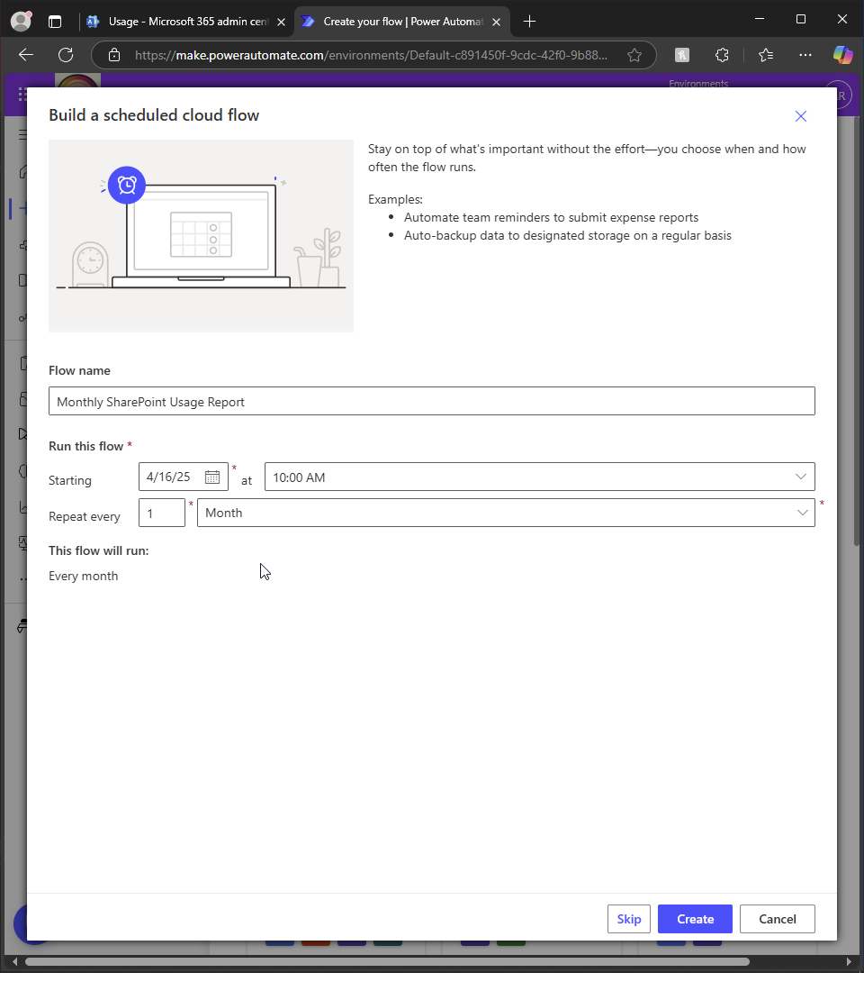 Usage - Microsoft 365 admin cen
Create your flow | Power Automat
https://make.powerautomate.com/environments/Default-c891450f-9cdc-42f0-9b88...
Environments
R
Build a scheduled cloud flow
Stay on top of what's important without the effort—you choose when and how
often the flow runs.
Examples:
• Automate team reminders to submit expense reports
• Auto-backup data to designated storage on a regular basis
Flow name
Monthly SharePoint Usage Report
Run this flow *
Starting 4/16/25 * at 10:00 AM
Repeat every 1 * Month *
This flow will run:
Every month
Skip Create Cancel